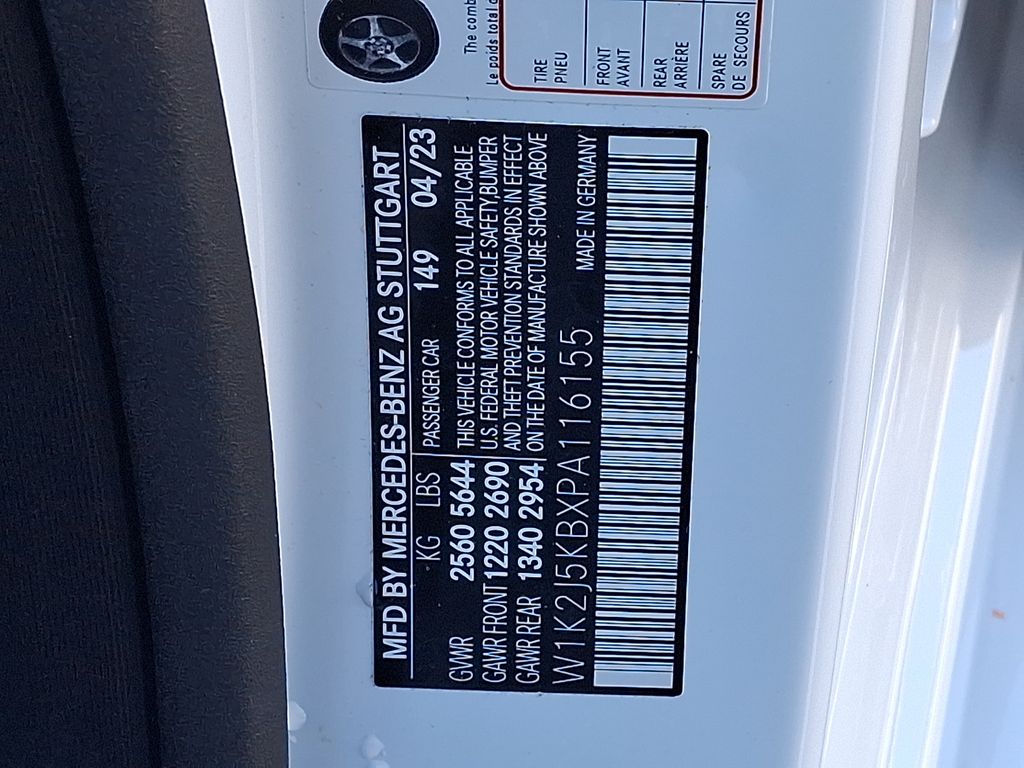 MFD BY MERCEDES-BENZ AG STUTTGART
KG LBS PASSENGER CAR 149 04/23
GVWR 2560 5644 THIS VEHICLE CONFORMS TO ALL APPLICABLE
GAWR FRONT 1220 2690 U.S. FEDERAL MOTOR VEHICLE SAFETY, BUMPER
GAWR REAR 1340 2954 AND THEFT PREVENTION STANDARDS IN EFFECT
ON THE DATE OF MANUFACTURE SHOWN ABOVE
W1K2J5KBXPA116155 MADE IN GERMANY
The comb
Le poids total d
TIRE
PNEU
FRONT
AVANT
REAR
ARRIÈRE
SPARE
DE SECOURS